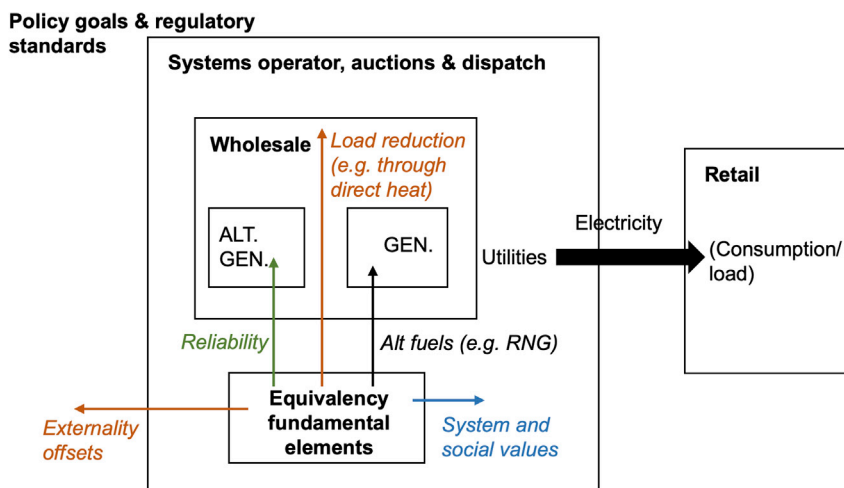 Policy goals & regulatory
standards
Systems operator, auctions & dispatch
Wholesale
Load reduction
(e.g. through
direct heat)
ALT.
GEN.
GEN.
Utilities
Electricity
Retail
(Consumption/
load)
Reliability
Alt fuels (e.g. RNG)
Equivalency
fundamental
elements
Externality
offsets
System and
social values